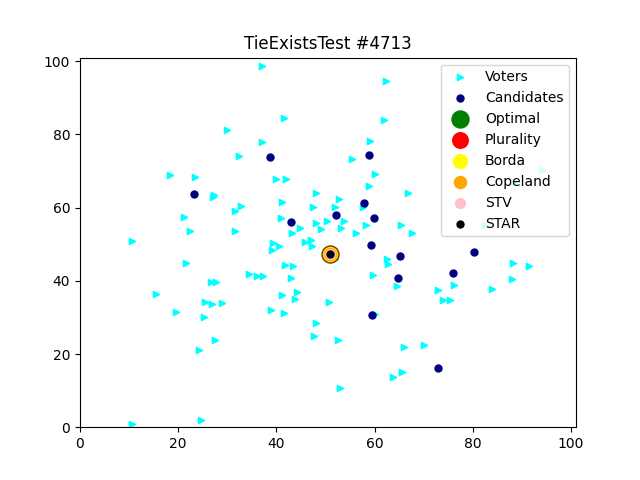 TieExistsTest #4713
100
80
60
40
20
0
0 20 40 60 80 100
Voters
Candidates
Optimal
Plurality
Borda
Copeland
STV
STAR